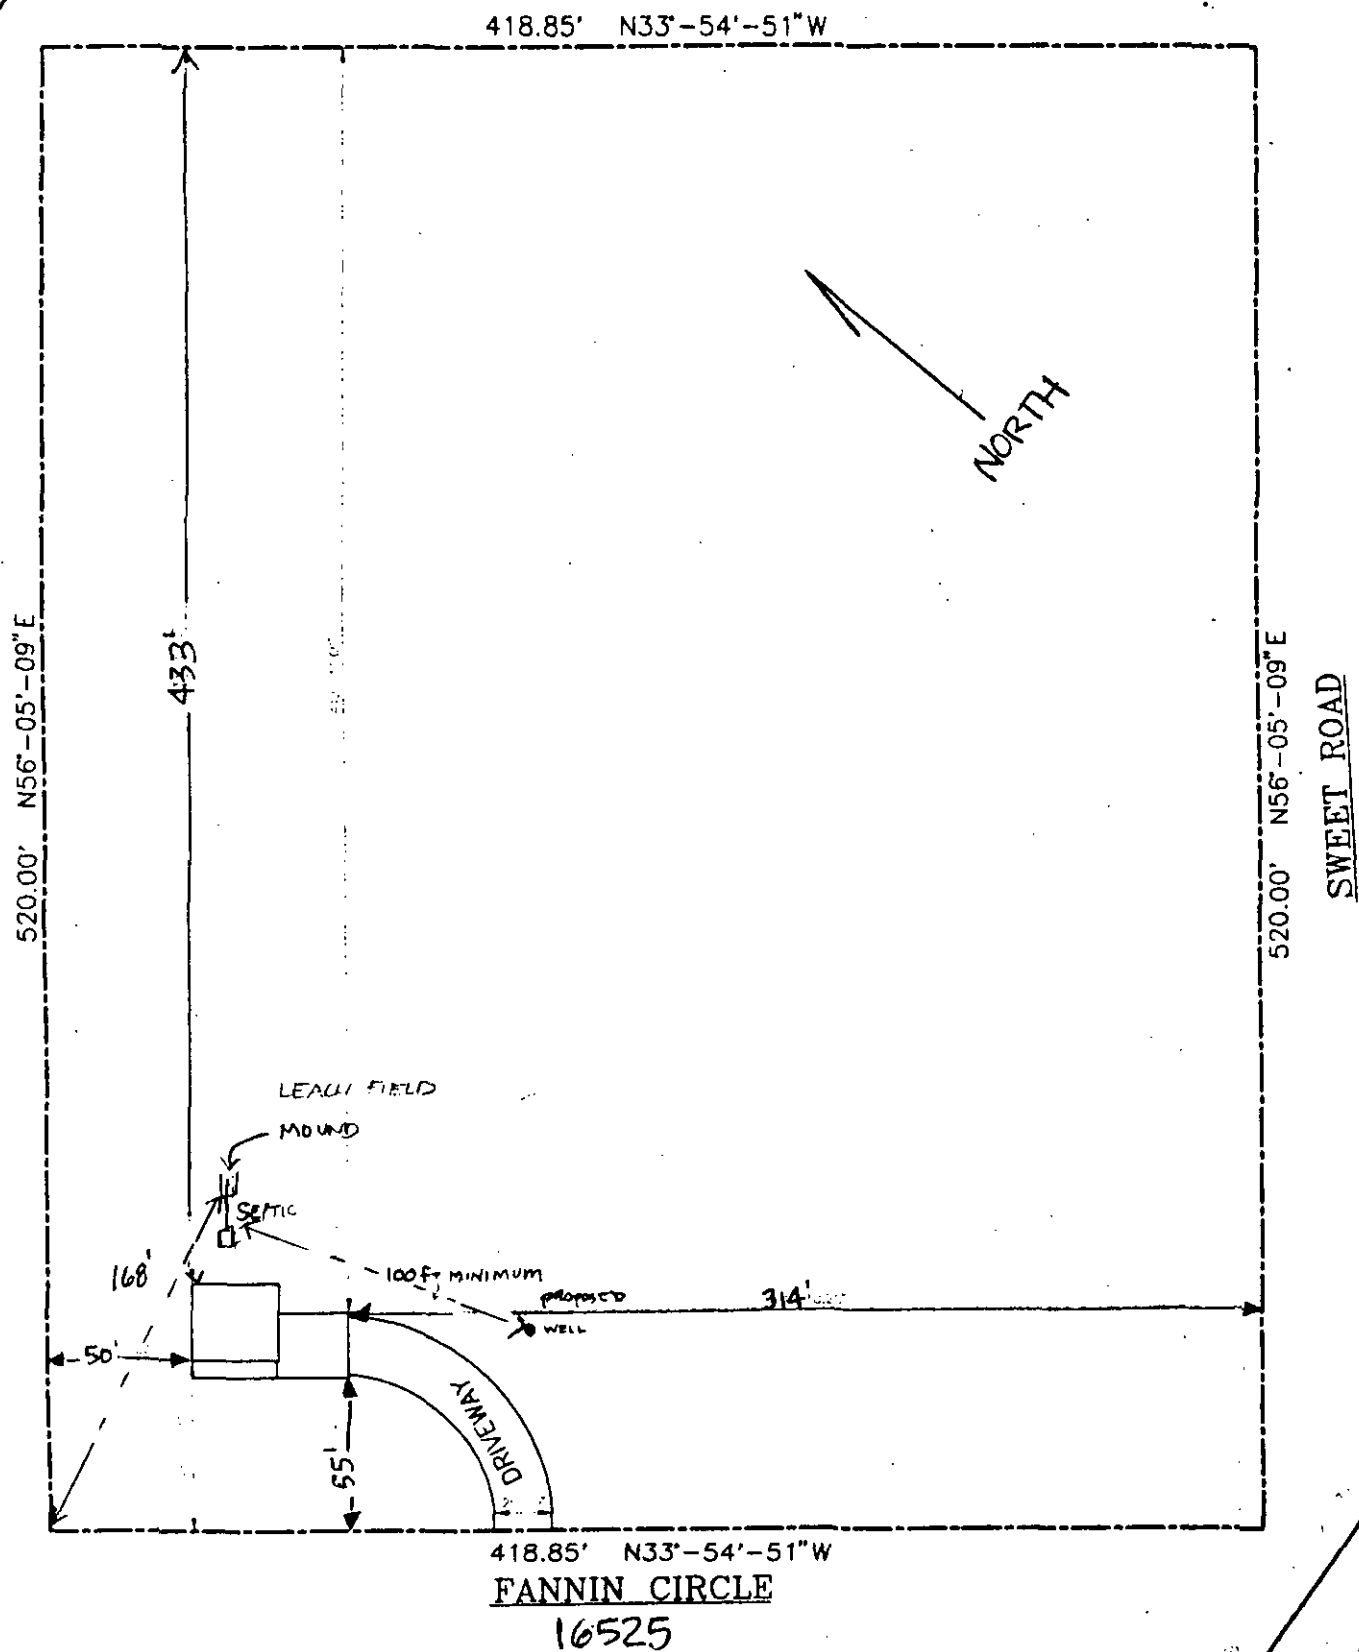 418.85' N33°-54'-51"W
NORTH
433'
520.00' N56°-05'-09"E
520.00' N56°-05'-09"E
SWEET ROAD
LEACH FIELD
MOUND
SEPTIC
168'
100 ft MINIMUM
PROPOSED
WELL
314'
50'
55'
DRIVEWAY
418.85' N33°-54'-51"W
FANNIN CIRCLE
16525